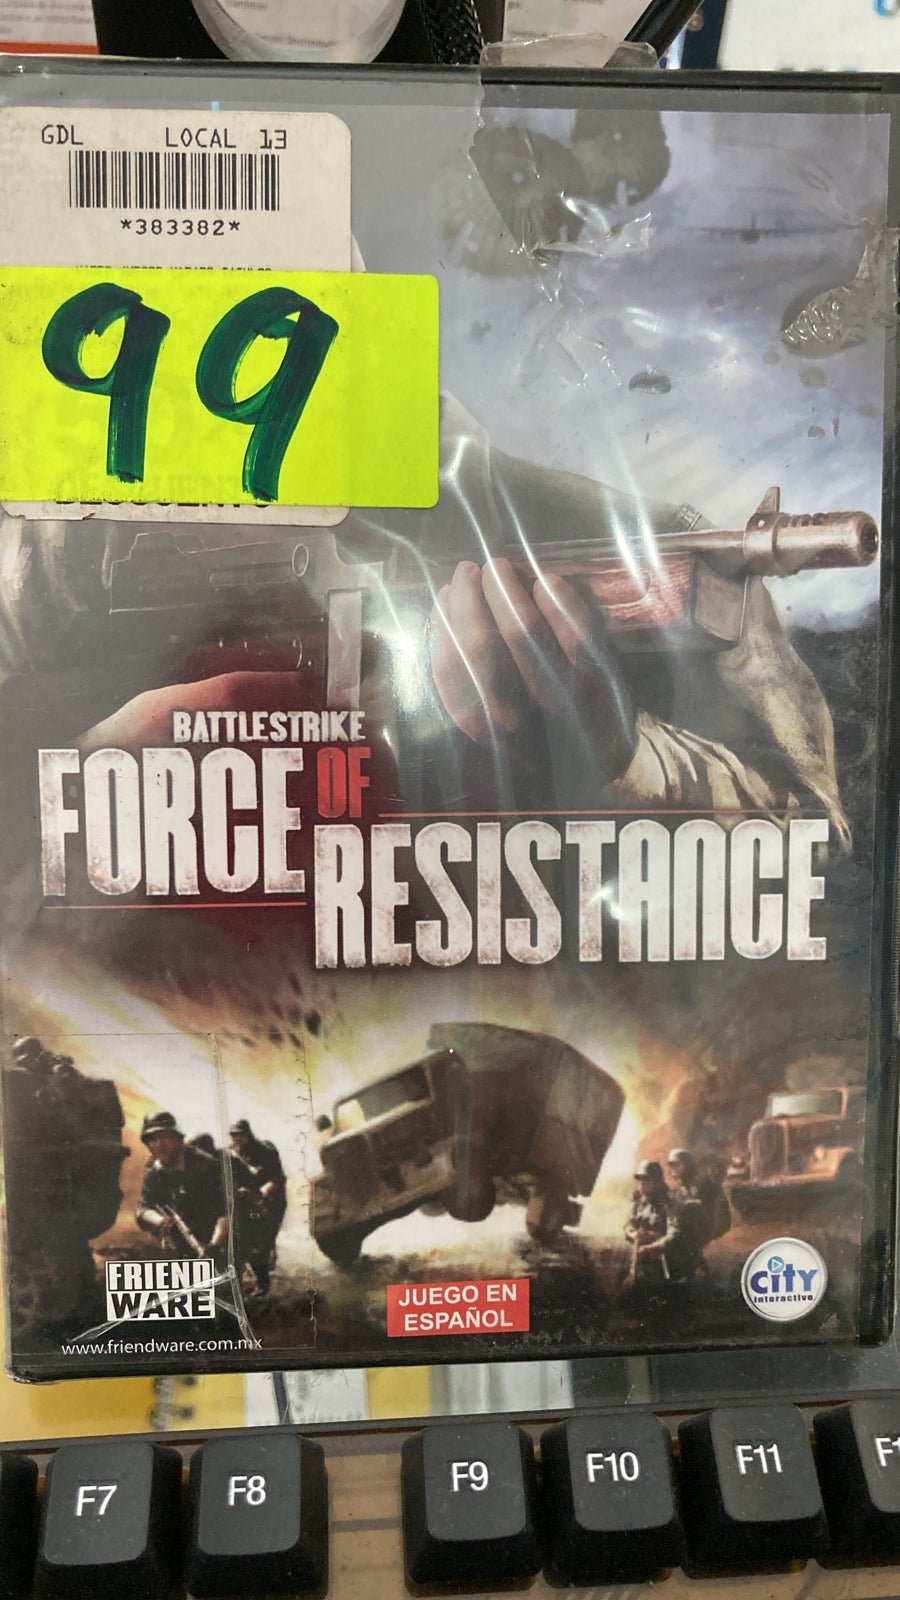 GDL LOCAL 13
*383382*
99
BATTLESTRIKE
FORCE OF
RESISTANCE
FRIEND
WARE
www.friendware.com.mx
JUEGO EN
ESPAÑOL
CiTY
interactive
F7
F8
F9
F10
F11